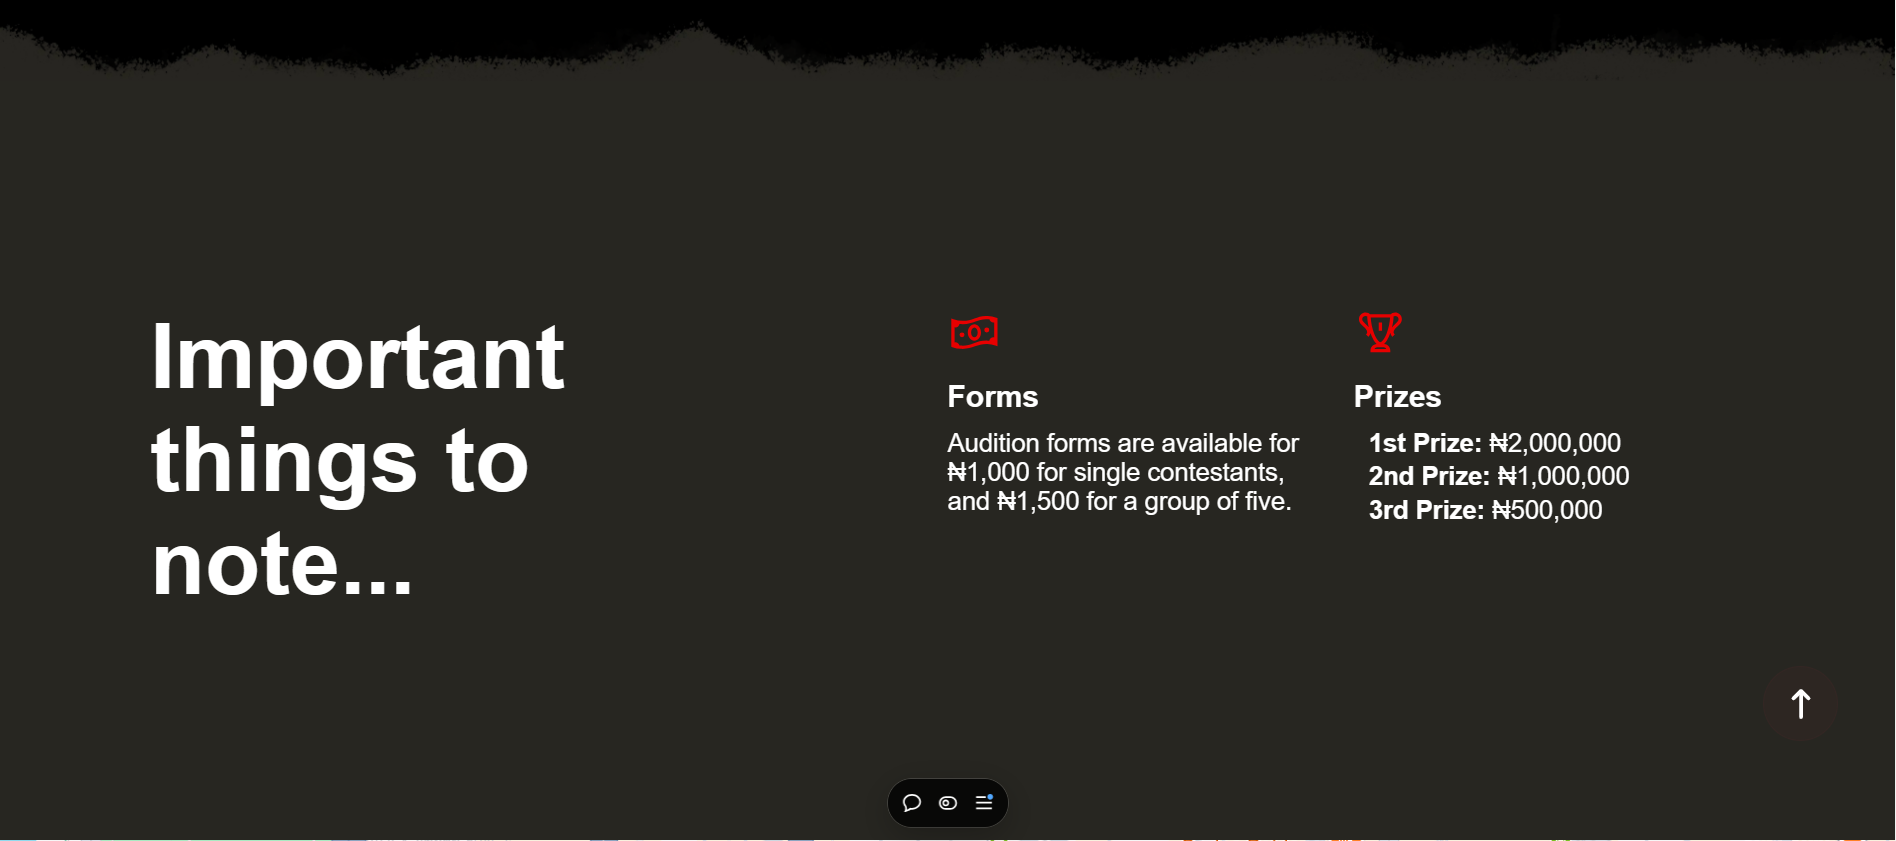 Important
things to
note...
Forms
Audition forms are available for
₦1,000 for single contestants,
and ₦1,500 for a group of five.
Prizes
1st Prize: ₦2,000,000
2nd Prize: ₦1,000,000
3rd Prize: ₦500,000